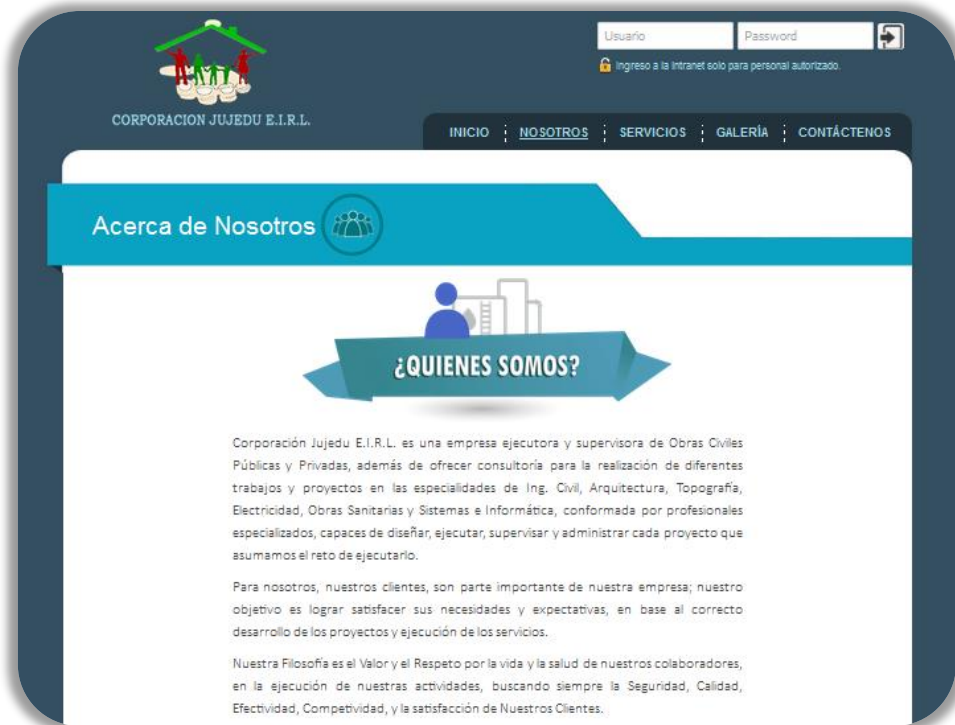 Usuario
Password
Ingreso a la Intranet solo para personal autorizado.
CORPORACION JUJEDU E.I.R.L.
INICIO
NOSOTROS
SERVICIOS
GALERÍA
CONTÁCTENOS
Acerca de Nosotros
¿QUIENES SOMOS?
Corporación Jujedu E.I.R.L. es una empresa ejecutora y supervisora de Obras Civiles
Públicas y Privadas, además de ofrecer consultoría para la realización de diferentes
trabajos y proyectos en las especialidades de Ing. Civil, Arquitectura, Topografía,
Electricidad, Obras Sanitarias y Sistemas e Informática, conformada por profesionales
especializados, capaces de diseñar, ejecutar, supervisar y administrar cada proyecto que
asumamos el reto de ejecutarlo.
Para nosotros, nuestros clientes, son parte importante de nuestra empresa; nuestro
objetivo es lograr satisfacer sus necesidades y expectativas, en base al correcto
desarrollo de los proyectos y ejecución de los servicios.
Nuestra Filosofía es el Valor y el Respeto por la vida y la salud de nuestros colaboradores,
en la ejecución de nuestras actividades, buscando siempre la Seguridad, Calidad,
Efectividad, Competividad, y la satisfacción de Nuestros Clientes.